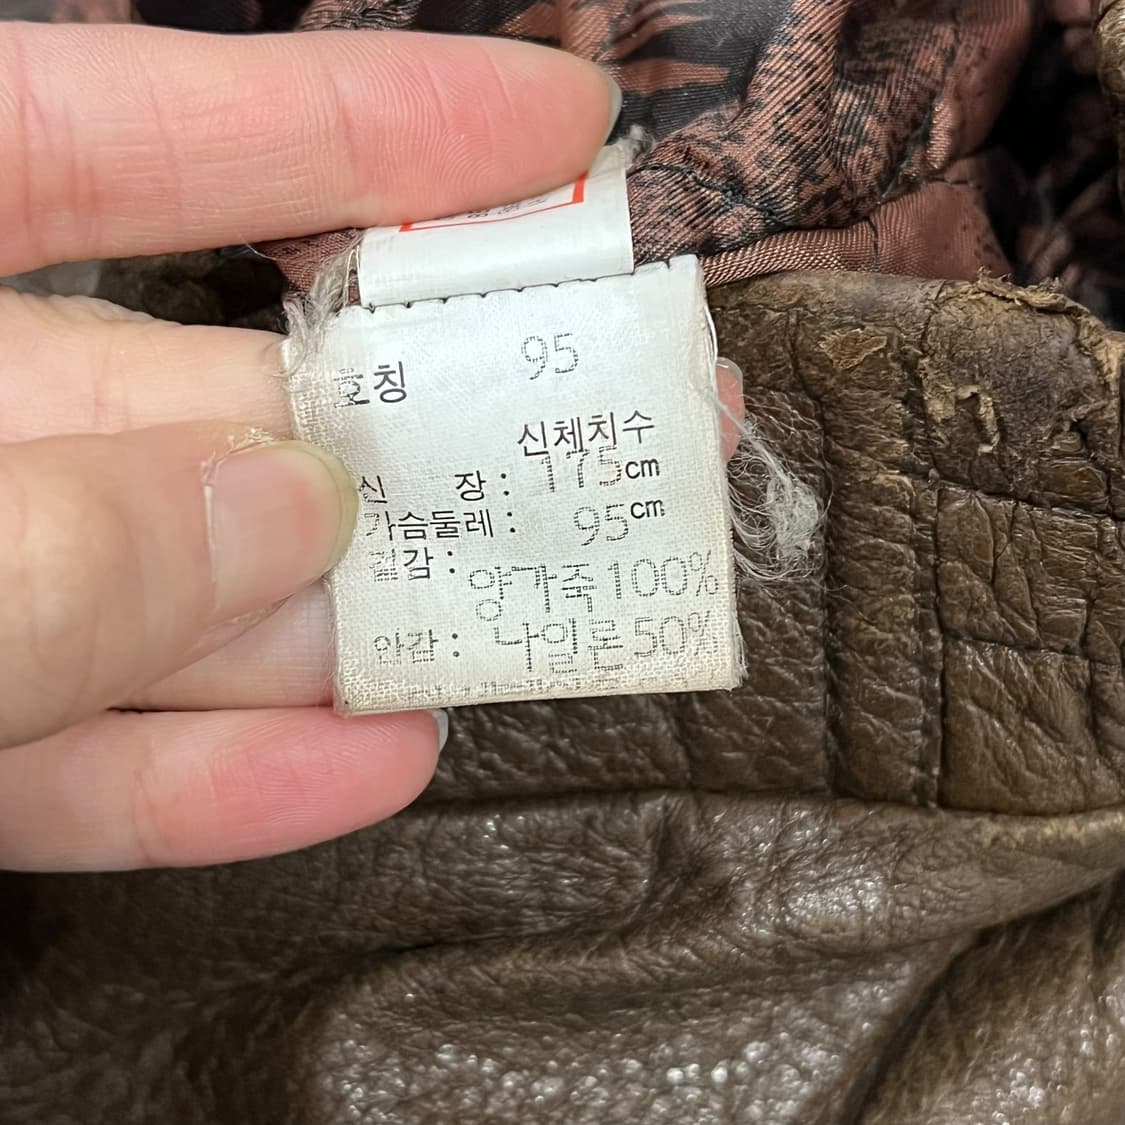 호칭 95
신체치수
신 장 : 175cm
가슴둘레 : 95cm
겉감 :
양가죽100%
안감 : 나일론50%